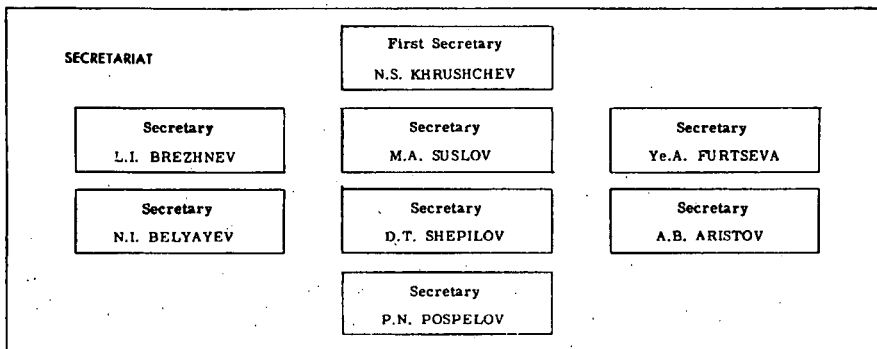 SECRETARIAT
First Secretary
N.S. KHRUSHCHEV
Secretary
L.I. BREZHNEV
Secretary
M.A. SUSLOV
Secretary
Ye.A. FURTSEVA
Secretary
N.I. BELYAYEV
Secretary
D.T. SHEPILOV
Secretary
A.B. ARISTOV
Secretary
P.N. POSPELOV